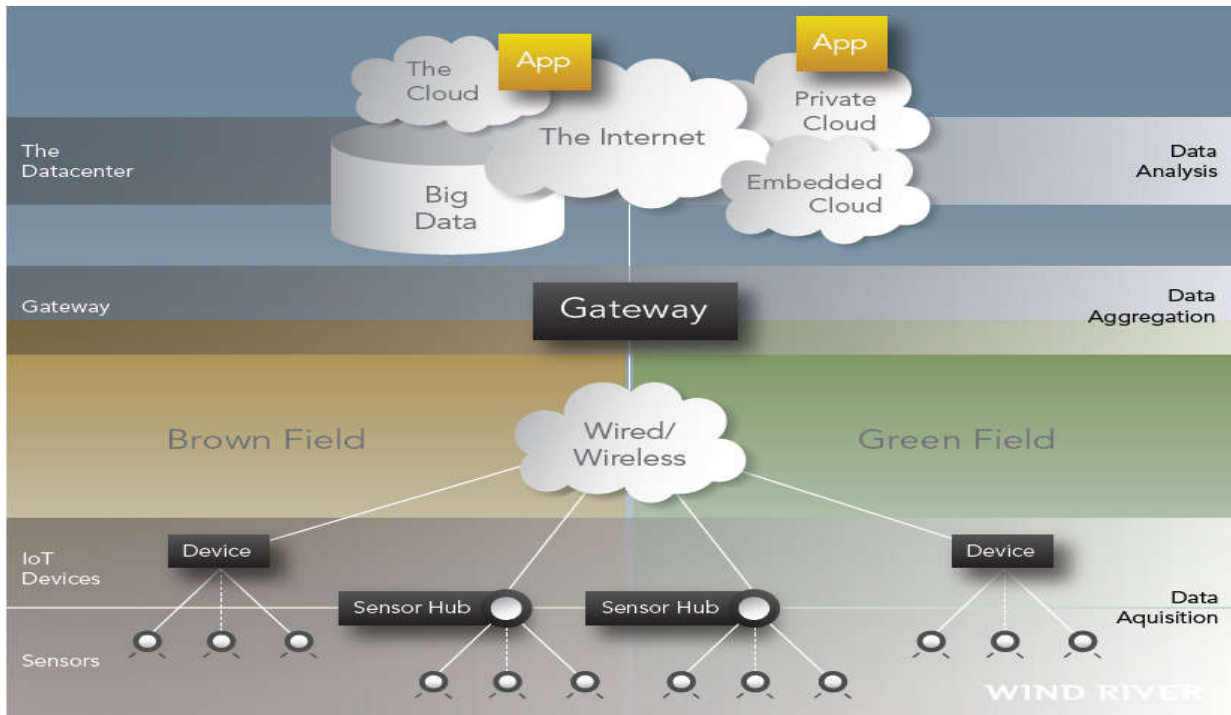 App
App
The
Cloud
Private
Cloud
The Internet
The
Datacenter
Data
Analysis
Embedded
Cloud
Big
Data
Gateway
Gateway
Data
Aggregation
Brown Field
Wired/
Wireless
Green Field
Device
Device
IoT
Devices
Sensor Hub
Sensor Hub
Data
Aquisition
Sensors
WIND RIVER